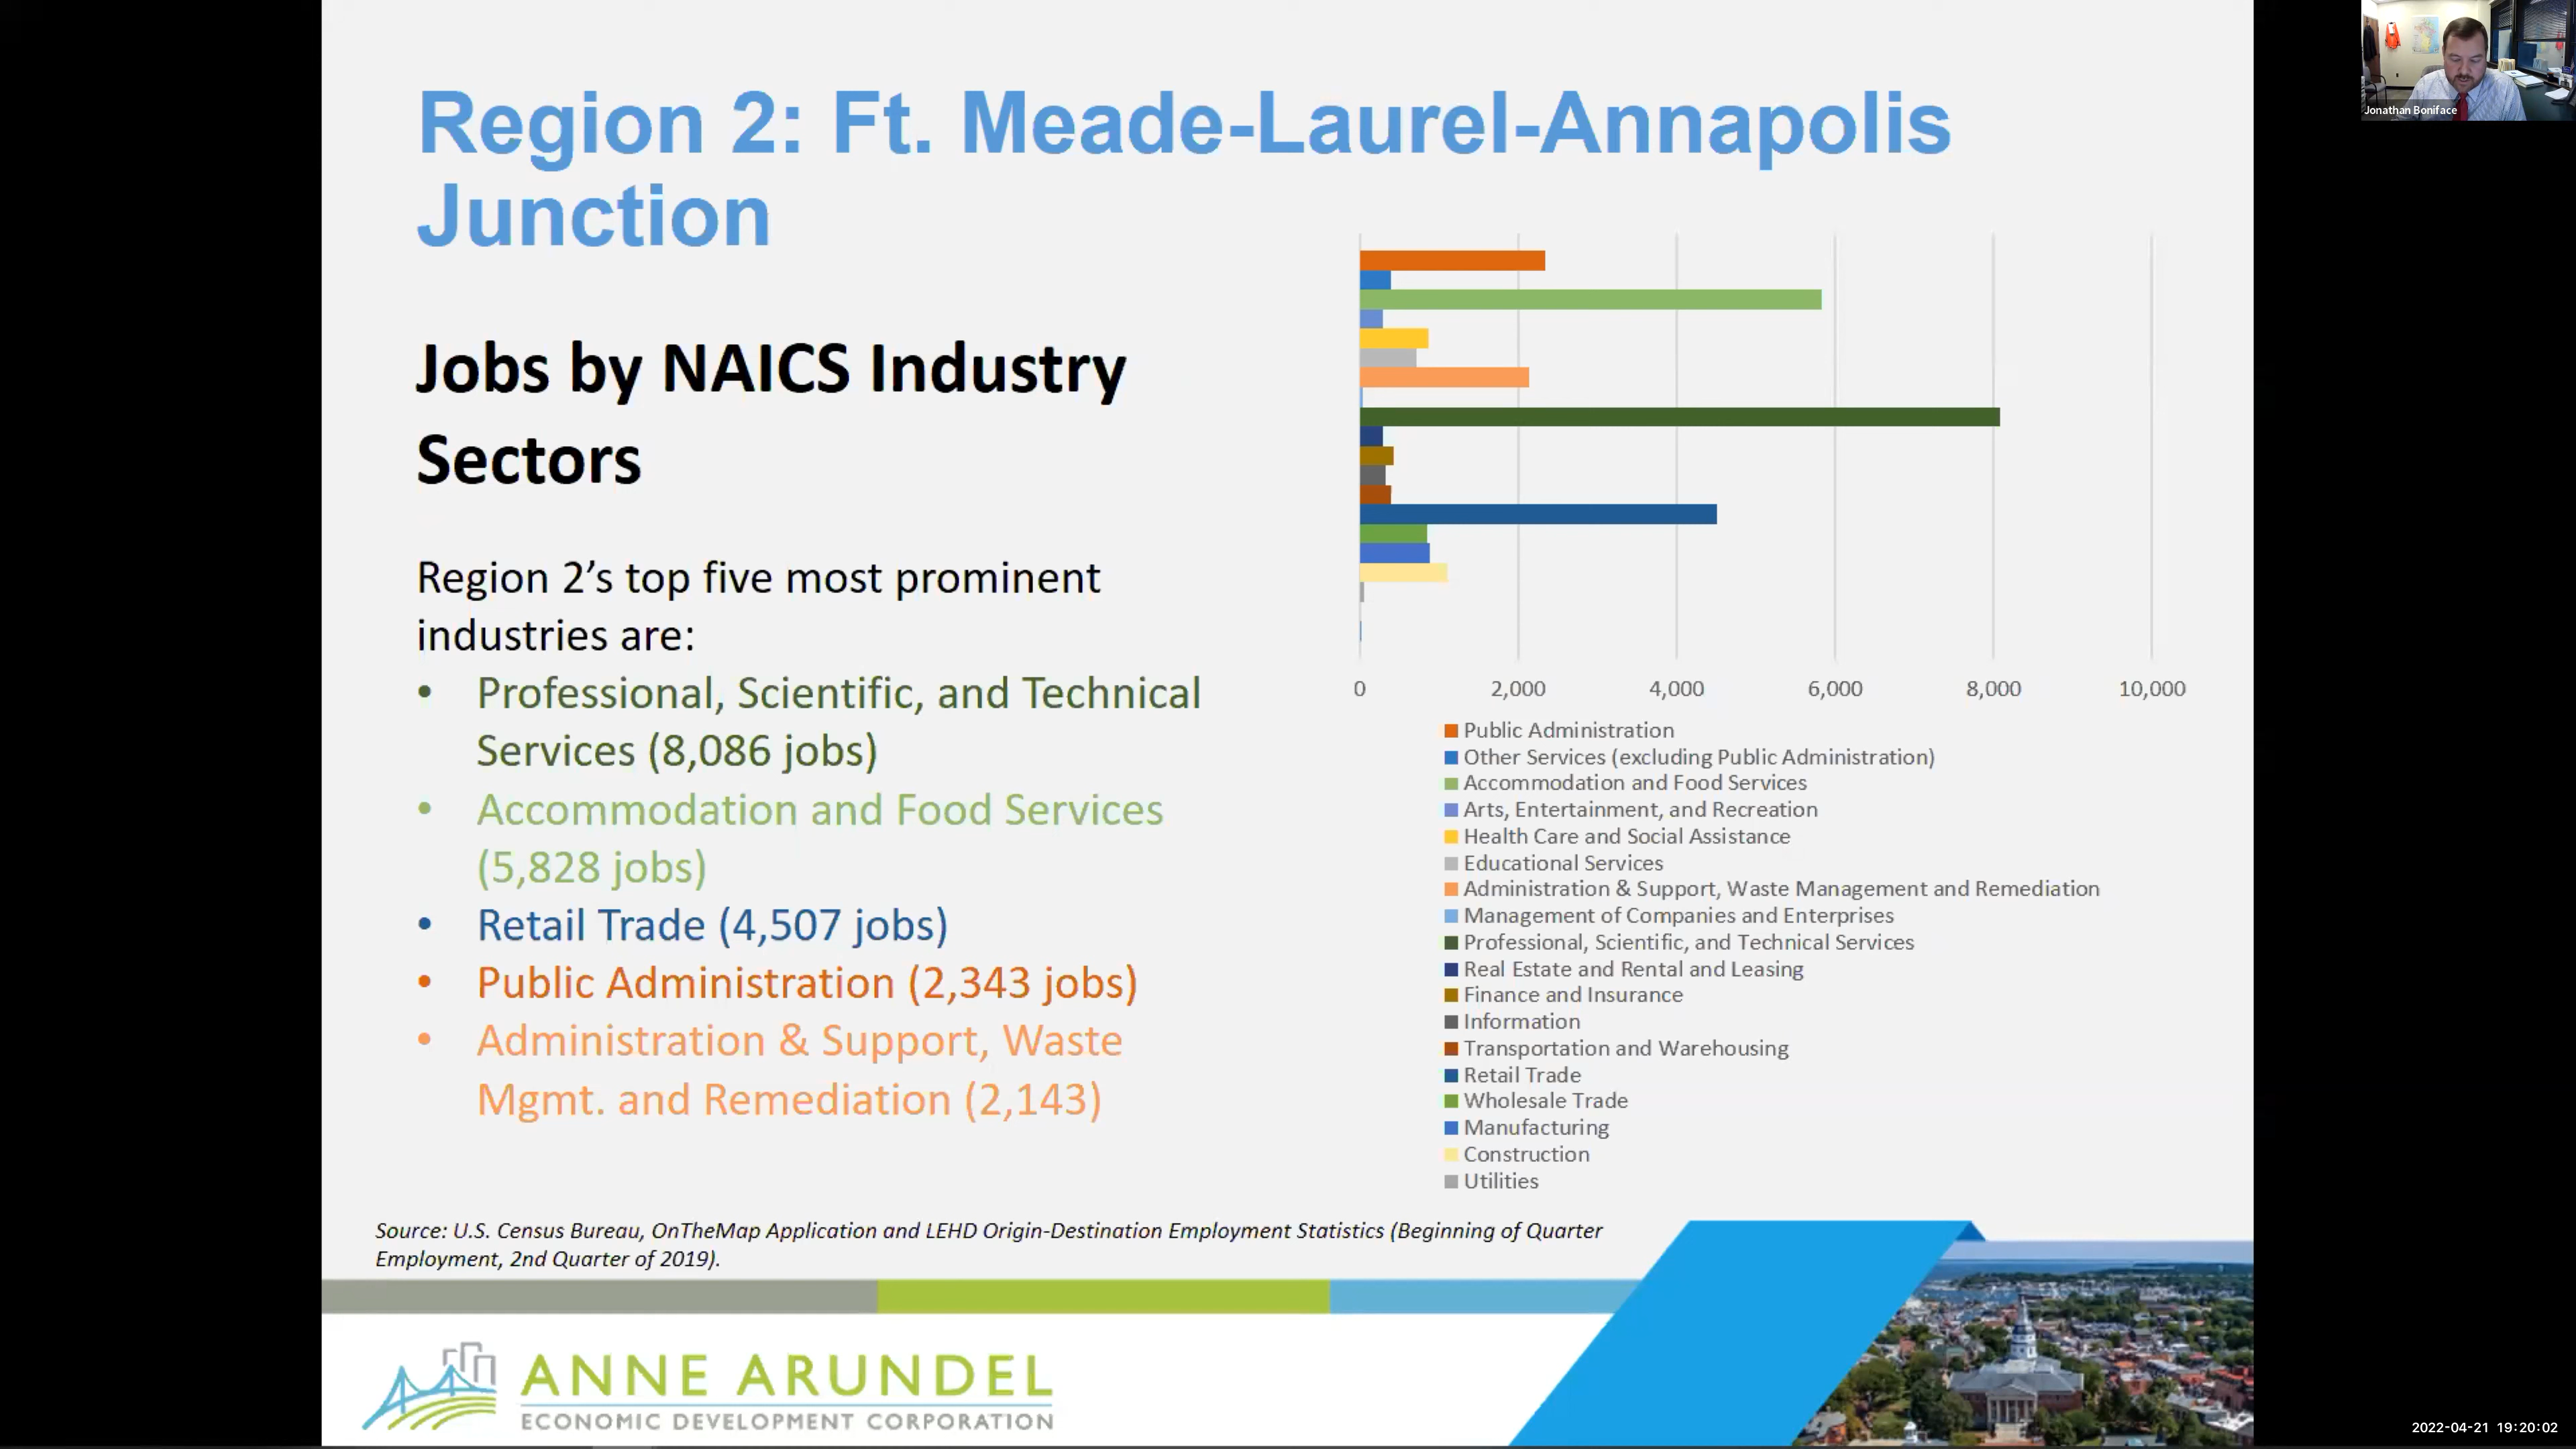 Region 2: Ft. Meade-Laurel-Annapolis
Junction
Jobs by NAICS Industry
Sectors
Region 2's top five most prominent
industries are:
• Professional, Scientific, and Technical
Services (8,086 jobs)
• Accommodation and Food Services
(5,828 jobs)
• Retail Trade (4,507 jobs)
• Public Administration (2,343 jobs)
• Administration & Support, Waste
Mgmt. and Remediation (2,143)
0 2,000 4,000 6,000 8,000 10,000
Public Administration
Other Services (excluding Public Administration)
Accommodation and Food Services
Arts, Entertainment, and Recreation
Health Care and Social Assistance
Educational Services
Administration & Support, Waste Management and Remediation
Management of Companies and Enterprises
Professional, Scientific, and Technical Services
Real Estate and Rental and Leasing
Finance and Insurance
Information
Transportation and Warehousing
Retail Trade
Wholesale Trade
Manufacturing
Construction
Utilities
Source: U.S. Census Bureau, OnTheMap Application and LEHD Origin-Destination Employment Statistics (Beginning of Quarter
Employment, 2nd Quarter of 2019).
ANNE ARUNDEL
ECONOMIC DEVELOPMENT CORPORATION
Jonathan Boniface
2022-04-21 19:20:02